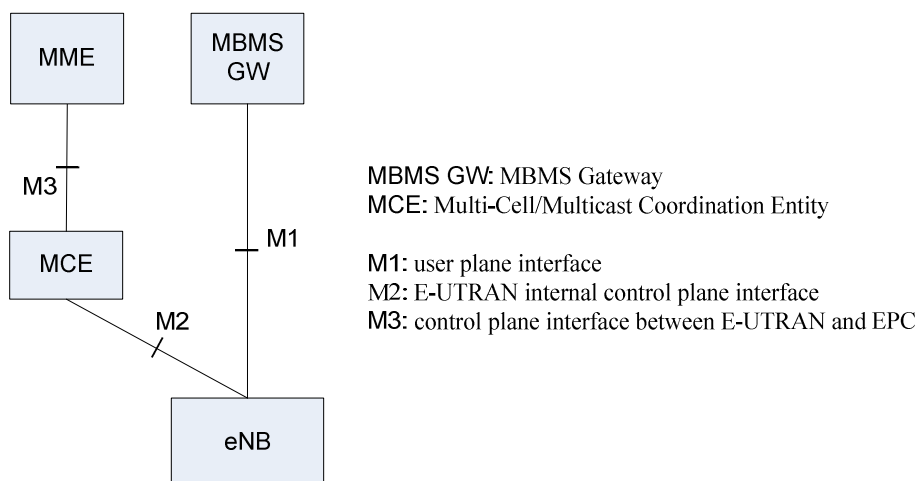 MME
MBMS
GW
M3
M1
MCE
M2
eNB
MBMS GW: MBMS Gateway
MCE: Multi-Cell/Multicast Coordination Entity
M1: user plane interface
M2: E-UTRAN internal control plane interface
M3: control plane interface between E-UTRAN and EPC